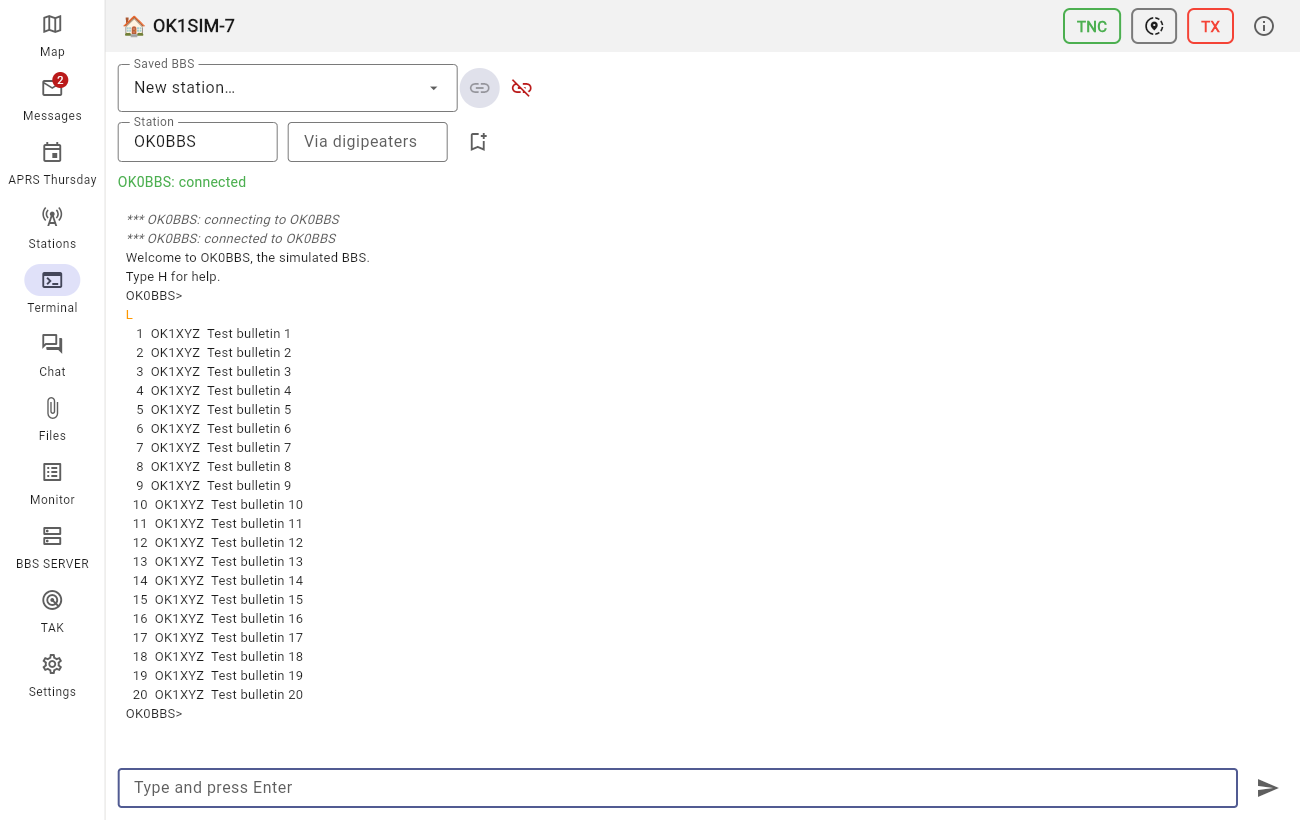 OK1SIM-7
TNC
TX
Map
2
Messages
APRS Thursday
Stations
Terminal
Chat
Files
Monitor
BBS SERVER
TAK
Settings
Saved BBS
New station…
Station
OK0BBS
Via digipeaters
OK0BBS: connected
*** OK0BBS: connecting to OK0BBS
*** OK0BBS: connected to OK0BBS
Welcome to OK0BBS, the simulated BBS.
Type H for help.
OK0BBS>
L
1 OK1XYZ Test bulletin 1
2 OK1XYZ Test bulletin 2
3 OK1XYZ Test bulletin 3
4 OK1XYZ Test bulletin 4
5 OK1XYZ Test bulletin 5
6 OK1XYZ Test bulletin 6
7 OK1XYZ Test bulletin 7
8 OK1XYZ Test bulletin 8
9 OK1XYZ Test bulletin 9
10 OK1XYZ Test bulletin 10
11 OK1XYZ Test bulletin 11
12 OK1XYZ Test bulletin 12
13 OK1XYZ Test bulletin 13
14 OK1XYZ Test bulletin 14
15 OK1XYZ Test bulletin 15
16 OK1XYZ Test bulletin 16
17 OK1XYZ Test bulletin 17
18 OK1XYZ Test bulletin 18
19 OK1XYZ Test bulletin 19
20 OK1XYZ Test bulletin 20
OK0BBS>
Type and press Enter